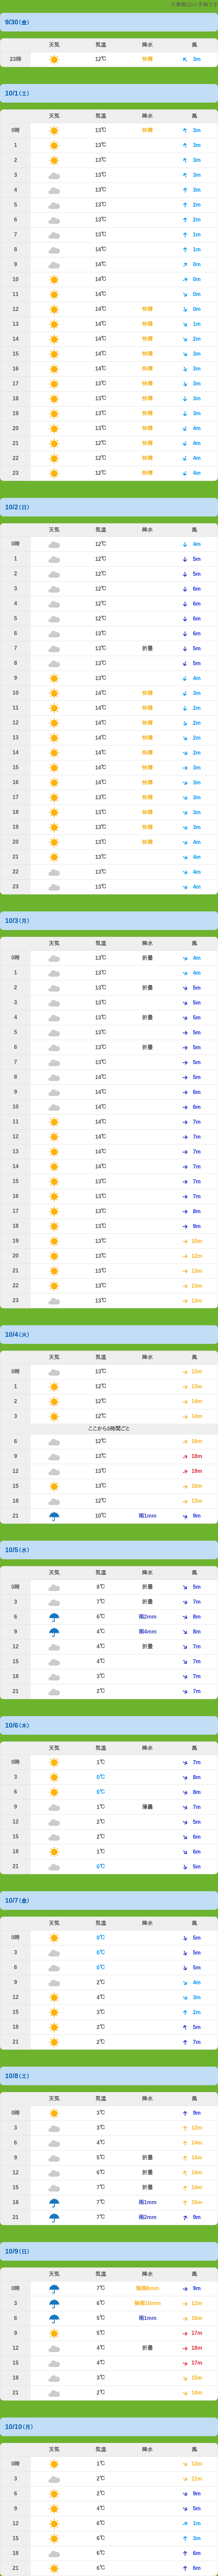 9/30（金）
天気 気温 降水 風
23時 12℃ 快晴 3m
10/1（土）
天気 気温 降水 風
0時 13℃ 快晴 3m
1 13℃ 3m
2 13℃ 3m
3 13℃ 3m
4 13℃ 3m
5 13℃ 2m
6 13℃ 2m
7 13℃ 1m
8 14℃ 1m
9 14℃ 0m
10 14℃ 0m
11 14℃ 0m
12 14℃ 快晴 0m
13 14℃ 快晴 1m
14 14℃ 快晴 2m
15 14℃ 快晴 3m
16 14℃ 快晴 3m
17 13℃ 快晴 3m
18 13℃ 快晴 3m
19 13℃ 快晴 3m
20 13℃ 快晴 4m
21 12℃ 快晴 4m
22 12℃ 快晴 4m
23 12℃ 快晴 4m
10/2（日）
天気 気温 降水 風
0時 12℃ 4m
1 12℃ 5m
2 12℃ 5m
3 12℃ 6m
4 12℃ 6m
5 12℃ 6m
6 13℃ 6m
7 13℃ 折曇 5m
8 13℃ 5m
9 13℃ 4m
10 14℃ 快晴 3m
11 14℃ 快晴 2m
12 14℃ 快晴 2m
13 14℃ 快晴 2m
14 14℃ 快晴 2m
15 14℃ 快晴 3m
16 14℃ 快晴 3m
17 13℃ 快晴 3m
18 13℃ 快晴 3m
19 13℃ 快晴 3m
20 13℃ 快晴 4m
21 13℃ 4m
22 13℃ 4m
23 13℃ 4m
10/3（月）
天気 気温 降水 風
0時 13℃ 折曇 4m
1 13℃ 4m
2 13℃ 折曇 5m
3 13℃ 5m
4 13℃ 折曇 5m
5 13℃ 5m
6 13℃ 折曇 5m
7 13℃ 5m
8 14℃ 5m
9 14℃ 6m
10 14℃ 6m
11 14℃ 7m
12 14℃ 7m
13 14℃ 7m
14 14℃ 7m
15 13℃ 7m
16 13℃ 7m
17 13℃ 8m
18 13℃ 9m
19 13℃ 10m
20 13℃ 12m
21 13℃ 13m
22 13℃ 13m
23 13℃ 13m
10/4（火）
天気 気温 降水 風
0時 13℃ 13m
1 12℃ 13m
2 12℃ 14m
3 12℃ 14m
ここから3時間ごと
6 12℃ 16m
9 13℃ 18m
12 13℃ 19m
15 13℃ 16m
18 12℃ 13m
21 10℃ 雨1mm 9m
10/5（水）
天気 気温 降水 風
0時 8℃ 折曇 5m
3 7℃ 折曇 7m
6 6℃ 雨2mm 8m
9 4℃ 雨4mm 8m
12 4℃ 折曇 7m
15 4℃ 7m
18 3℃ 7m
21 2℃ 7m
10/6（木）
天気 気温 降水 風
0時 1℃ 7m
3 0℃ 8m
6 0℃ 8m
9 1℃ 薄曇 7m
12 2℃ 5m
15 2℃ 6m
18 1℃ 6m
21 0℃ 5m
10/7（金）
天気 気温 降水 風
0時 0℃ 5m
3 0℃ 5m
6 0℃ 5m
9 2℃ 4m
12 4℃ 3m
15 3℃ 2m
18 2℃ 5m
21 2℃ 7m
10/8（土）
天気 気温 降水 風
0時 3℃ 9m
3 3℃ 12m
6 4℃ 14m
9 5℃ 折曇 14m
12 6℃ 折曇 14m
15 7℃ 折曇 14m
18 7℃ 雨1mm 15m
21 7℃ 雨2mm 9m
10/9（日）
天気 気温 降水 風
0時 7℃ 9m
3 6℃ 12m
6 5℃ 雨1mm 16m
9 5℃ 17m
12 4℃ 折曇 18m
15 4℃ 17m
18 3℃ 15m
21 2℃ 14m
10/10（月）
天気 気温 降水 風
0時 1℃ 13m
3 2℃ 11m
6 2℃ 9m
9 4℃ 5m
12 6℃ 1m
15 6℃ 3m
18 6℃ 6m
21 6℃ 6m